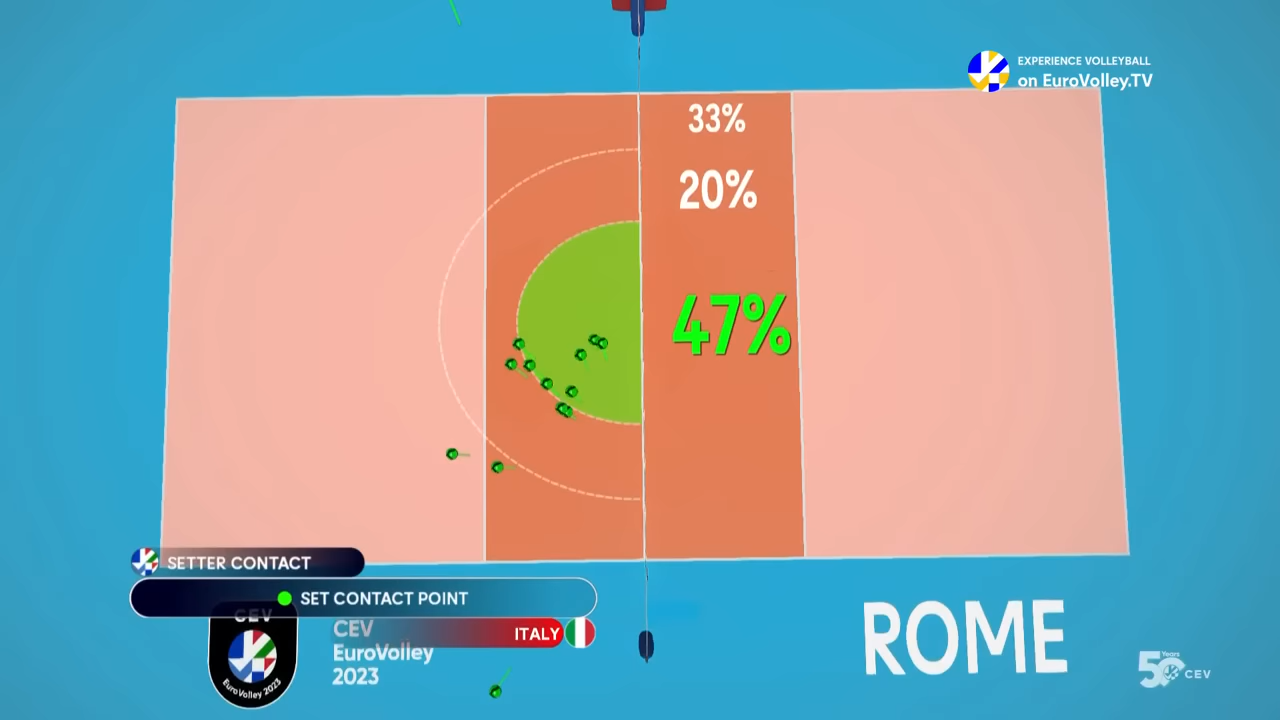 EXPERIENCE VOLLEYBALL
on EuroVolley.TV
33%
20%
47%
SETTER CONTACT
SET CONTACT POINT
CEV
EuroVolley 2023
CEV
EuroVolley
2023
ITALY
ROME
50 Years
CEV